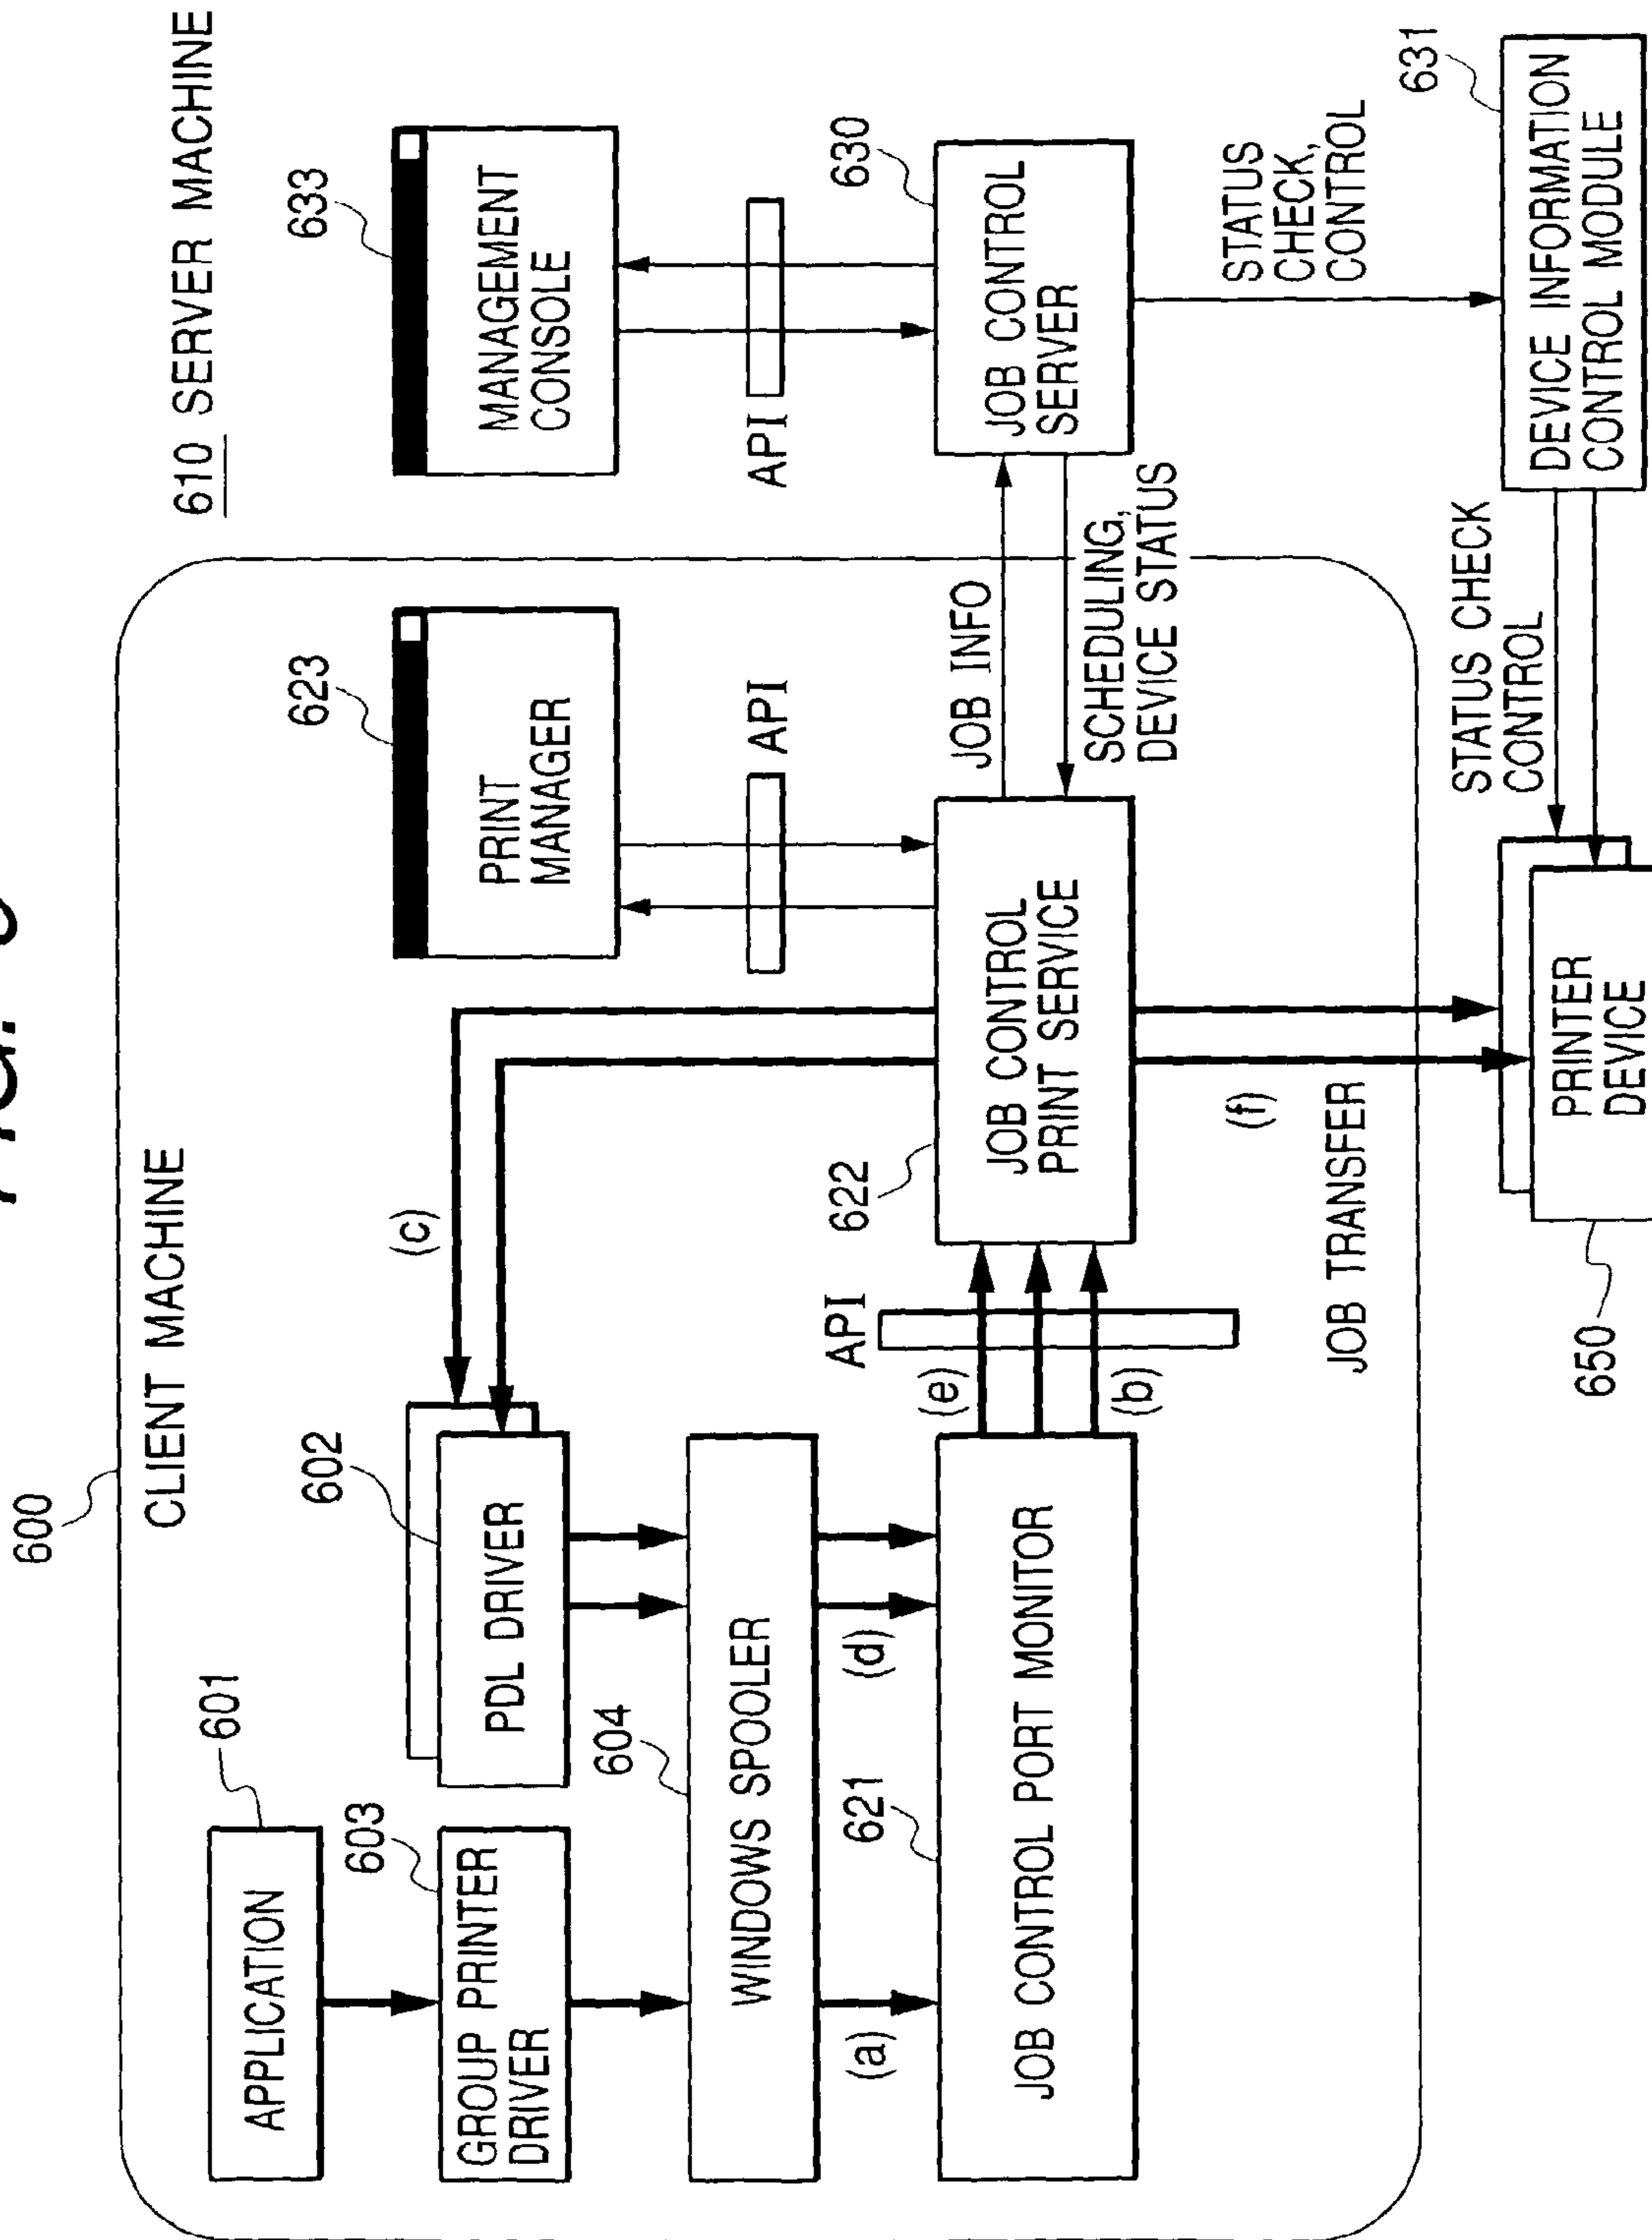 600
CLIENT MACHINE
610 SERVER MACHINE
601
APPLICATION
603
GROUP PRINTER
DRIVER
602
PDL DRIVER
(c)
623
PRINT
MANAGER
633
MANAGEMENT
CONSOLE
604
WINDOWS SPOOLER
API
API
(a)
(d)
621
JOB CONTROL PORT MONITOR
(e)
(b)
API
622
JOB CONTROL
PRINT SERVICE
JOB INFO
SCHEDULING,
DEVICE STATUS
630
JOB CONTROL
SERVER
STATUS
CHECK,
CONTROL
(f)
JOB TRANSFER
650
PRINTER
DEVICE
STATUS CHECK
CONTROL
631
DEVICE INFORMATION
CONTROL MODULE